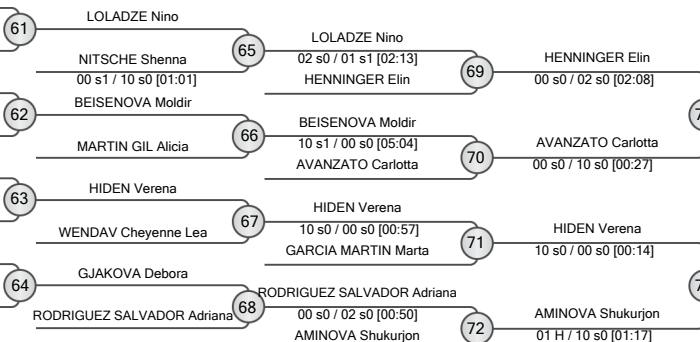 61
LOLADZE Nino
NITSCHE Shenna
00 s1 / 10 s0 [01:01]
62
BEISENOVA Moldir
MARTIN GIL Alicia
63
HIDEN Verena
WENDAV Cheyenne Lea
64
GJAKOVA Debora
RODRIGUEZ SALVADOR Adriana
65
LOLADZE Nino
02 s0 / 01 s1 [02:13]
HENNINGER Elin
66
BEISENOVA Moldir
10 s1 / 00 s0 [05:04]
AVANZATO Carlotta
67
HIDEN Verena
10 s0 / 00 s0 [00:57]
GARCIA MARTIN Marta
68
RODRIGUEZ SALVADOR Adriana
00 s0 / 02 s0 [00:50]
AMINOVA Shukurjon
69
HENNINGER Elin
00 s0 / 02 s0 [02:08]
70
AVANZATO Carlotta
00 s0 / 10 s0 [00:27]
71
HIDEN Verena
10 s0 / 00 s0 [00:14]
72
AMINOVA Shukurjon
01 H / 10 s0 [01:17]